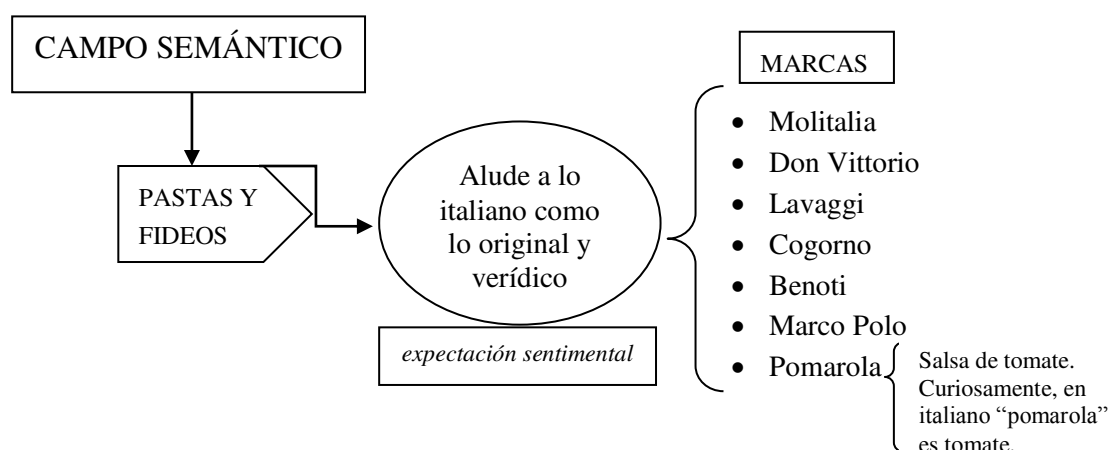 CAMPO SEMÁNTICO
PASTAS Y
FIDEOS
Alude a lo
italiano como
lo original y
verídico
expectación sentimental
MARCAS
• Molitalia
• Don Vittorio
• Lavaggi
• Cogorno
• Benoti
• Marco Polo
• Pomarola
Salsa de tomate.
Curiosamente, en
italiano “pomarola”
es tomate.